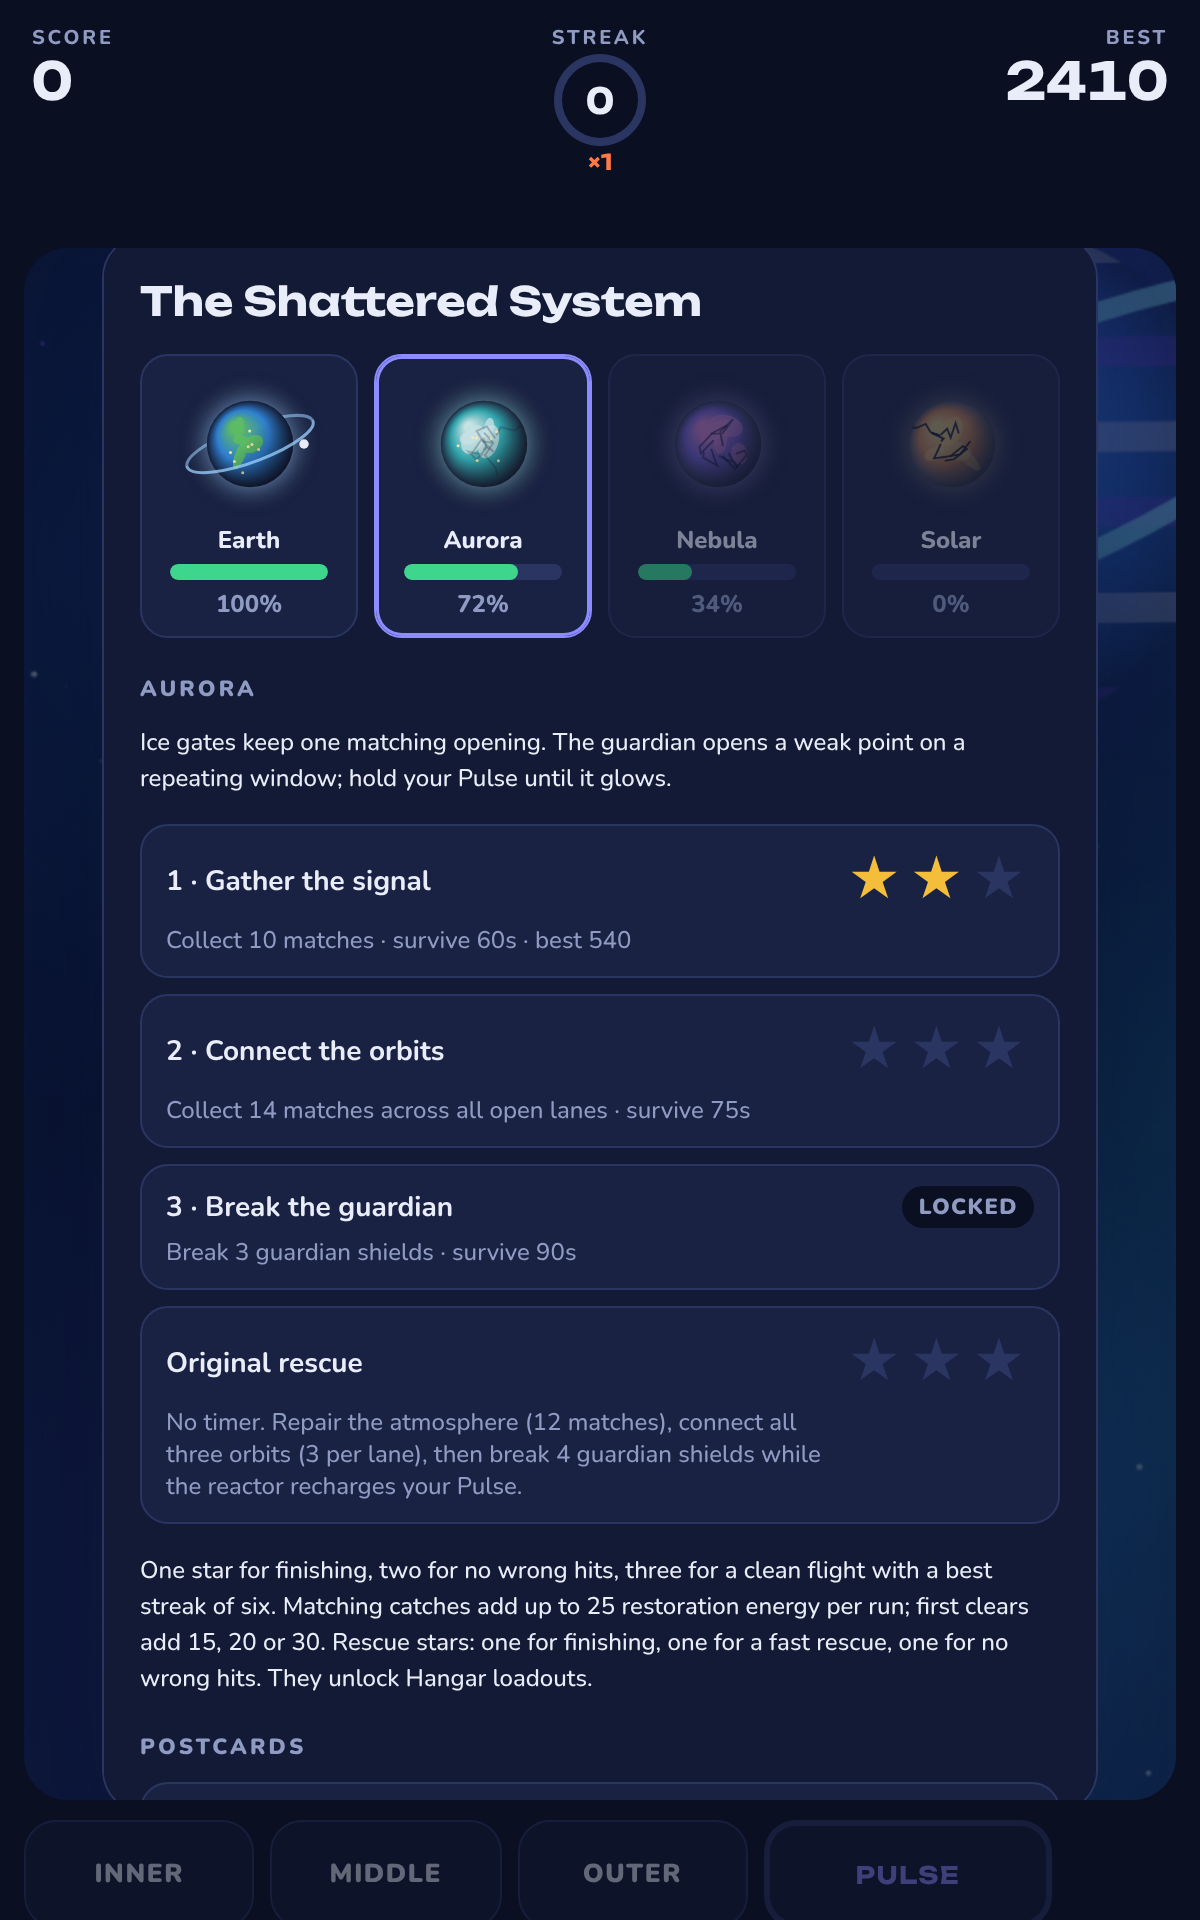 SCORE
0
STREAK
0
×1
BEST
2410
The Shattered System
Earth
100%
Aurora
72%
Nebula
34%
Solar
0%
AURORA
Ice gates keep one matching opening. The guardian opens a weak point on a
repeating window; hold your Pulse until it glows.
1 · Gather the signal
Collect 10 matches · survive 60s · best 540
2 · Connect the orbits
Collect 14 matches across all open lanes · survive 75s
3 · Break the guardian
LOCKED
Break 3 guardian shields · survive 90s
Original rescue
No timer. Repair the atmosphere (12 matches), connect all
three orbits (3 per lane), then break 4 guardian shields while
the reactor recharges your Pulse.
One star for finishing, two for no wrong hits, three for a clean flight with a best
streak of six. Matching catches add up to 25 restoration energy per run; first clears
add 15, 20 or 30. Rescue stars: one for finishing, one for a fast rescue, one for no
wrong hits. They unlock Hangar loadouts.
POSTCARDS
INNER
MIDDLE
OUTER
PULSE